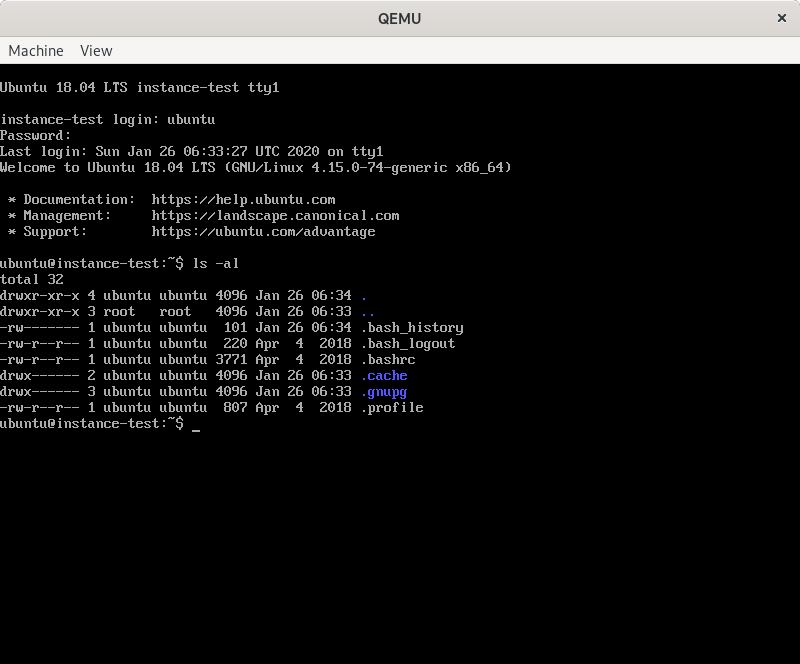 QEMU
Machine View
Ubuntu 18.04 LTS instance-test tty1
instance-test login: ubuntu
Password:
Last login: Sun Jan 26 06:33:27 UTC 2020 on tty1
Welcome to Ubuntu 18.04 LTS (GNU/Linux 4.15.0-74-generic x86_64)
 * Documentation:  https://help.ubuntu.com
 * Management:     https://landscape.canonical.com
 * Support:        https://ubuntu.com/advantage
ubuntu@instance-test:~$ ls -al
total 32
drwxr-xr-x 4 ubuntu ubuntu 4096 Jan 26 06:34 .
drwxr-xr-x 3 root   root   4096 Jan 26 06:33 ..
-rw------- 1 ubuntu ubuntu  101 Jan 26 06:34 .bash_history
-rw-r--r-- 1 ubuntu ubuntu  220 Apr  4  2018 .bash_logout
-rw-r--r-- 1 ubuntu ubuntu 3771 Apr  4  2018 .bashrc
drwx------ 2 ubuntu ubuntu 4096 Jan 26 06:33 .cache
drwx------ 3 ubuntu ubuntu 4096 Jan 26 06:33 .gnupg
-rw-r--r-- 1 ubuntu ubuntu  807 Apr  4  2018 .profile
ubuntu@instance-test:~$ _